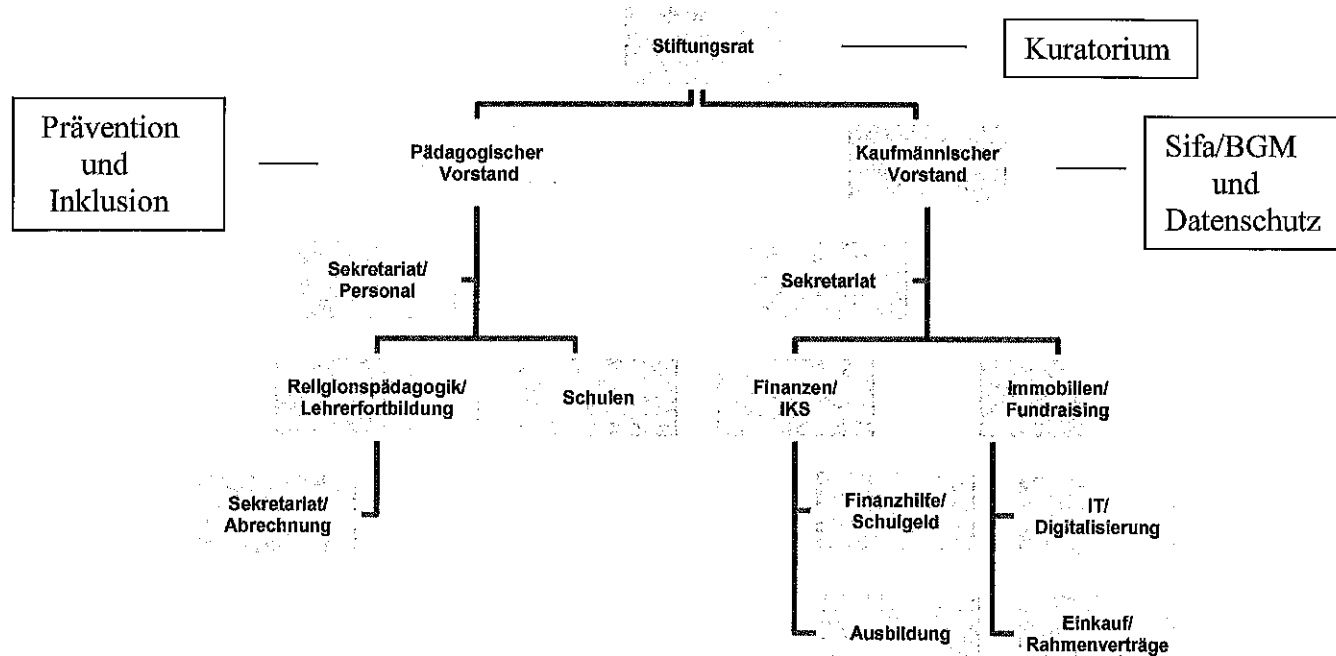 Stiftungsrat
Kuratorium
Prävention
und
Inklusion
Pädagogischer
Vorstand
Kaufmännischer
Vorstand
Sifa/BGM
und
Datenschutz
Sekretariat/
Personal
Sekretariat
Religionspädagogik/
Lehrerfortbildung
Schulen
Finanzen/
IKS
Immobilien/
Fundraising
Sekretariat/
Abrechnung
Finanzhilfe/
Schulgeld
IT/
Digitalisierung
Ausbildung
Einkauf/
Rahmenverträge